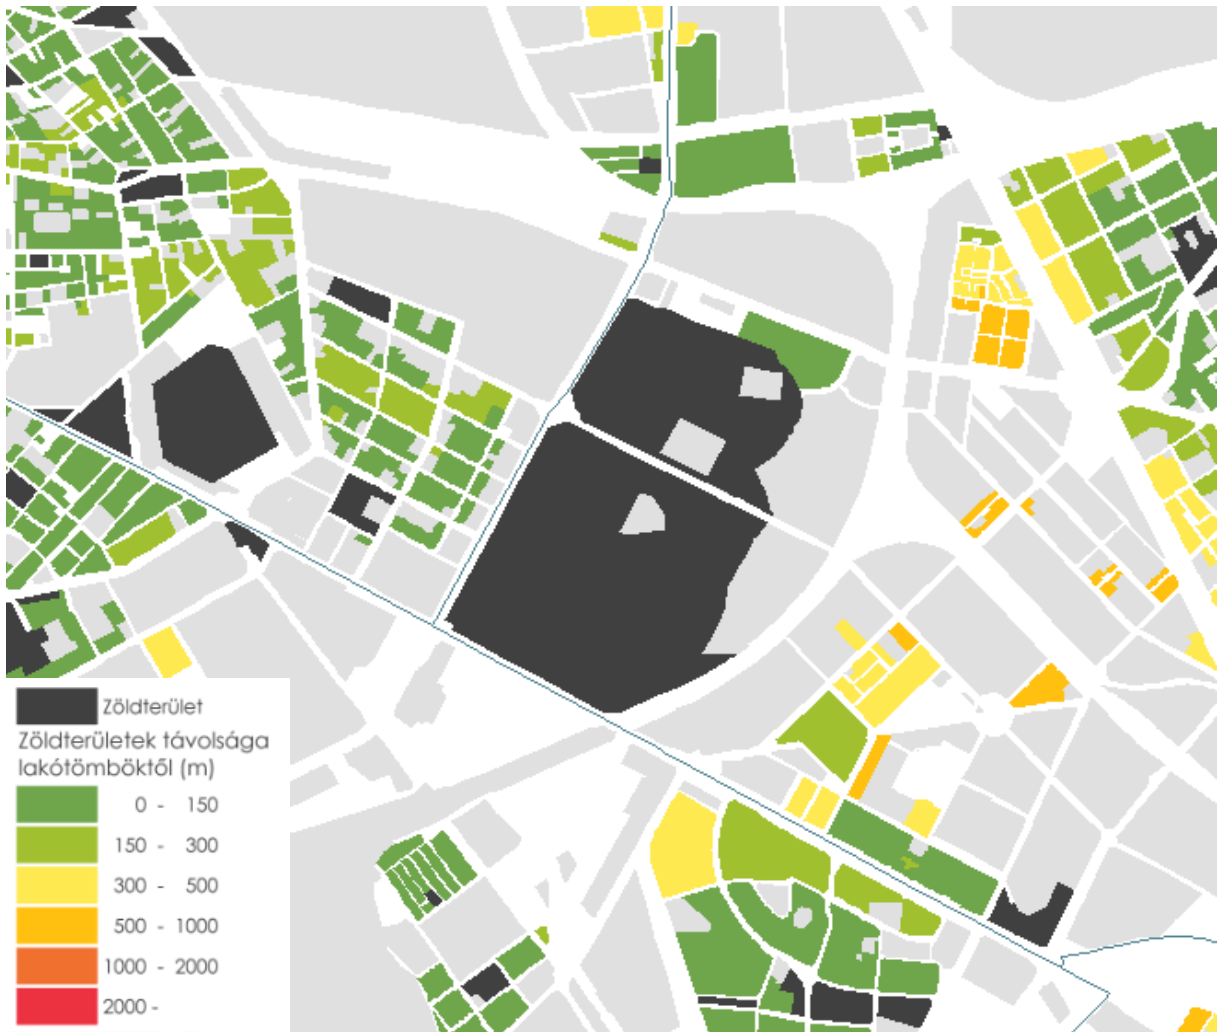 Zöldterület
Zöldterületek távolsága
lakótömböktől (m)
0 - 150
150 - 300
300 - 500
500 - 1000
1000 - 2000
2000 -